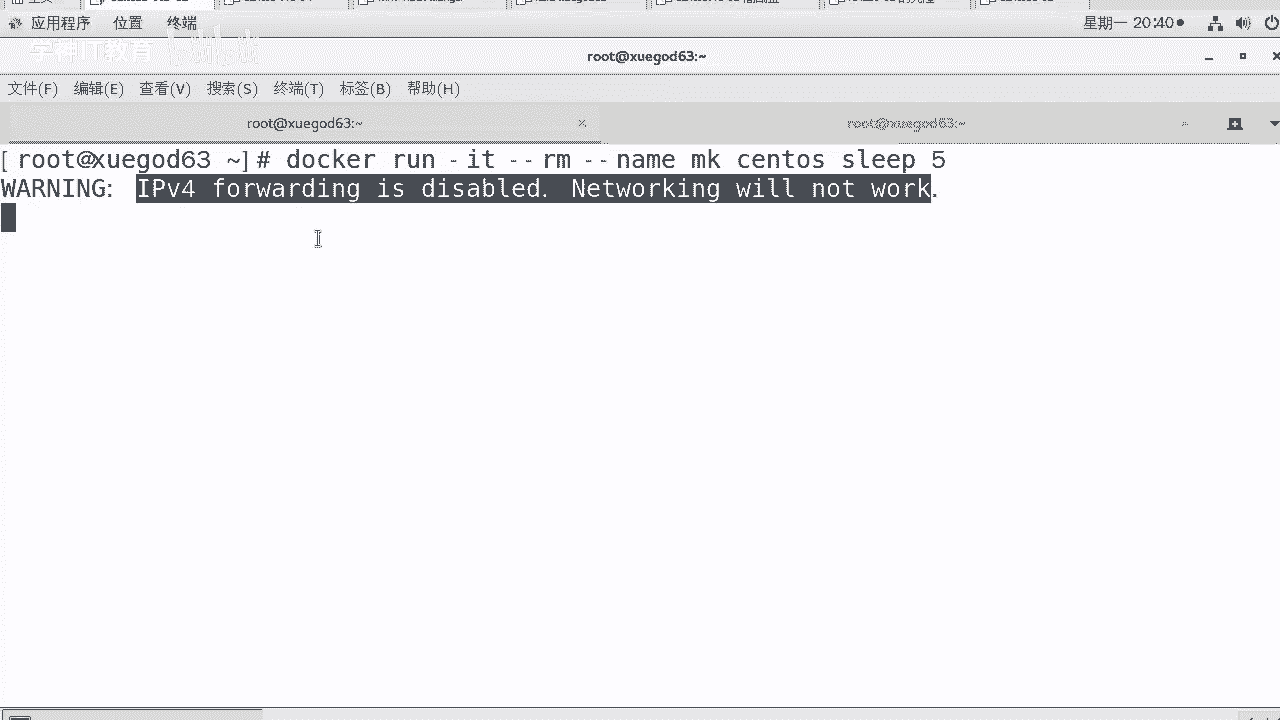 应用程序 位置 终端 星期一 20:40
学神IT教育
root@xuegod63:~
文件(F) 编辑(E) 查看(V) 搜索(S) 终端(T) 标签(B) 帮助(H)
root@xuegod63:~ root@xuegod63:~
[root@xuegod63 ~]# docker run -it --rm --name mk centos sleep 5
WARNING: IPv4 forwarding is disabled. Networking will not work.